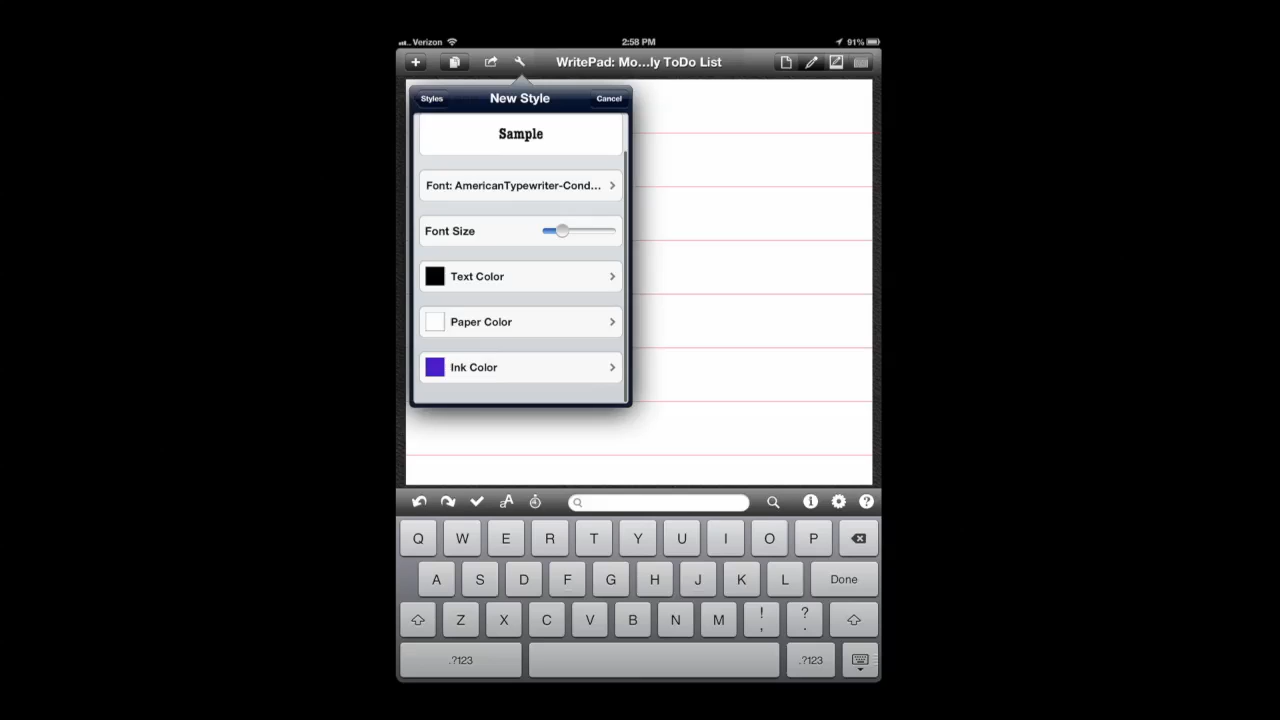 Verizon 2:58 PM 91%
WritePad: Mo...ly ToDo List
Styles New Style Cancel
Sample
Font: AmericanTypewriter-Cond...
Font Size
Text Color
Paper Color
Ink Color
Q W E R T Y U I O P
A S D F G H J K L Done
Z X C V B N M ! , ? .
.?123 .?123